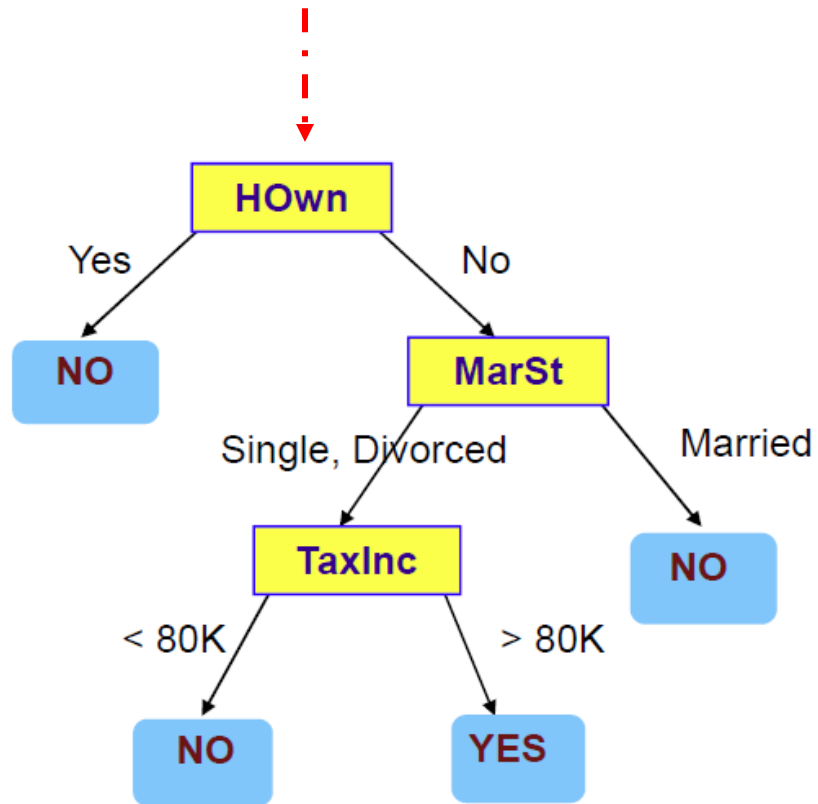 HOwn
Yes
No
NO
MarSt
Single, Divorced
Married
TaxInc
NO
< 80K
> 80K
NO
YES